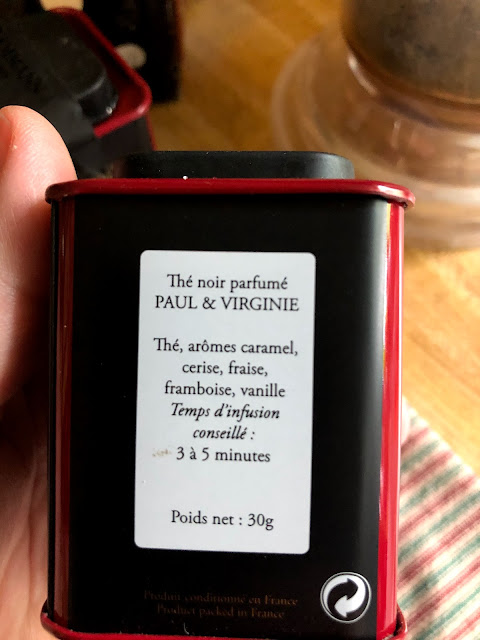 Thé noir parfumé
PAUL & VIRGINIE
Thé, arômes caramel,
cerise, fraise,
framboise, vanille
Temps d'infusion
conseillé :
3 à 5 minutes
Poids net : 30g
Produit conditionné en France
Product packed in France